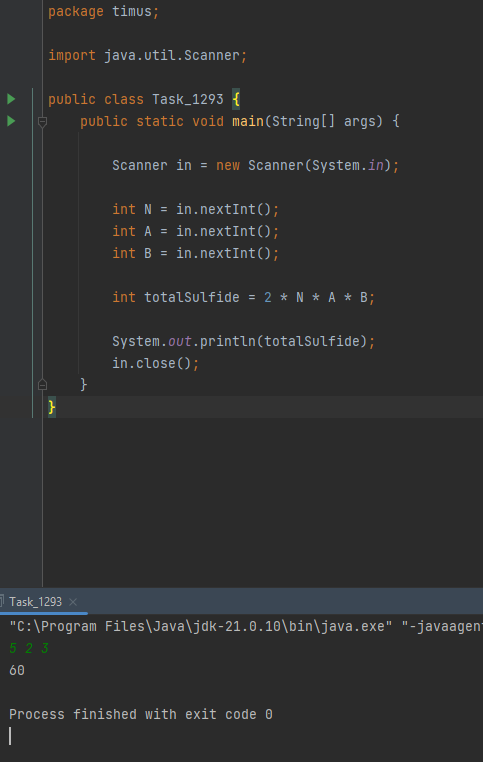 package timus;
import java.util.Scanner;
public class Task_1293 {
public static void main(String[] args) {
Scanner in = new Scanner(System.in);
int N = in.nextInt();
int A = in.nextInt();
int B = in.nextInt();
int totalSulfide = 2 * N * A * B;
System.out.println(totalSulfide);
in.close();
}
}
Task_1293
"C:\Program Files\Java\jdk-21.0.10\bin\java.exe" "-javaagent
5 2 3
60
Process finished with exit code 0